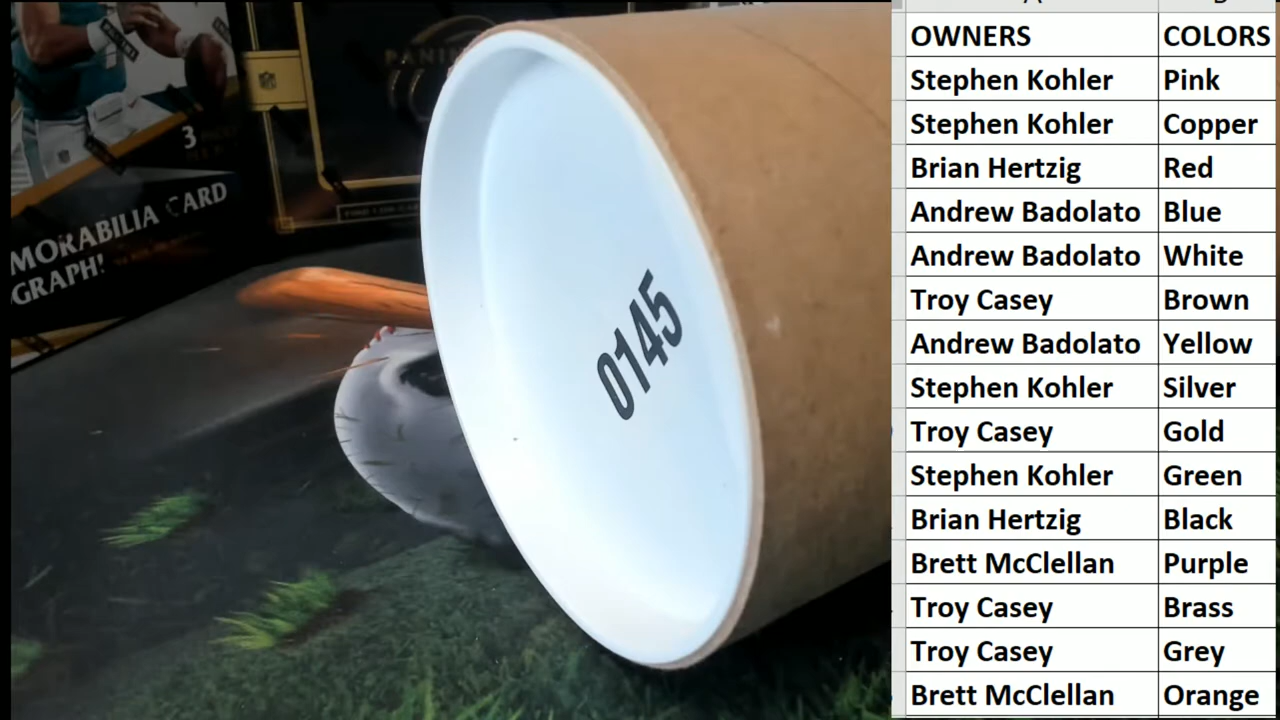 3
MORABILIA CARD
GRAPH!
PANINI
0145
OWNERS COLORS
Stephen Kohler Pink
Stephen Kohler Copper
Brian Hertzig Red
Andrew Badolato Blue
Andrew Badolato White
Troy Casey Brown
Andrew Badolato Yellow
Stephen Kohler Silver
Troy Casey Gold
Stephen Kohler Green
Brian Hertzig Black
Brett McClellan Purple
Troy Casey Brass
Troy Casey Grey
Brett McClellan Orange